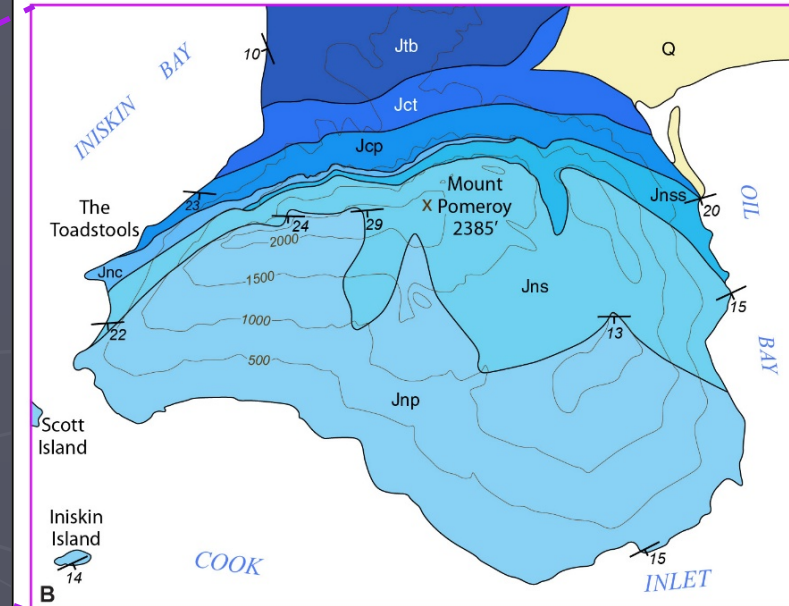 Jtb
Q
10
INISKIN BAY
Jct
Jcp
Mount
Pomeroy
2385’
X
Jnss
20
OIL
BAY
23
The
Toadstools
24
29
2000
Jnc
1500
Jns
15
1000
13
22
500
Jnp
Scott
Island
Iniskin
Island
14
COOK
INLET
15
B